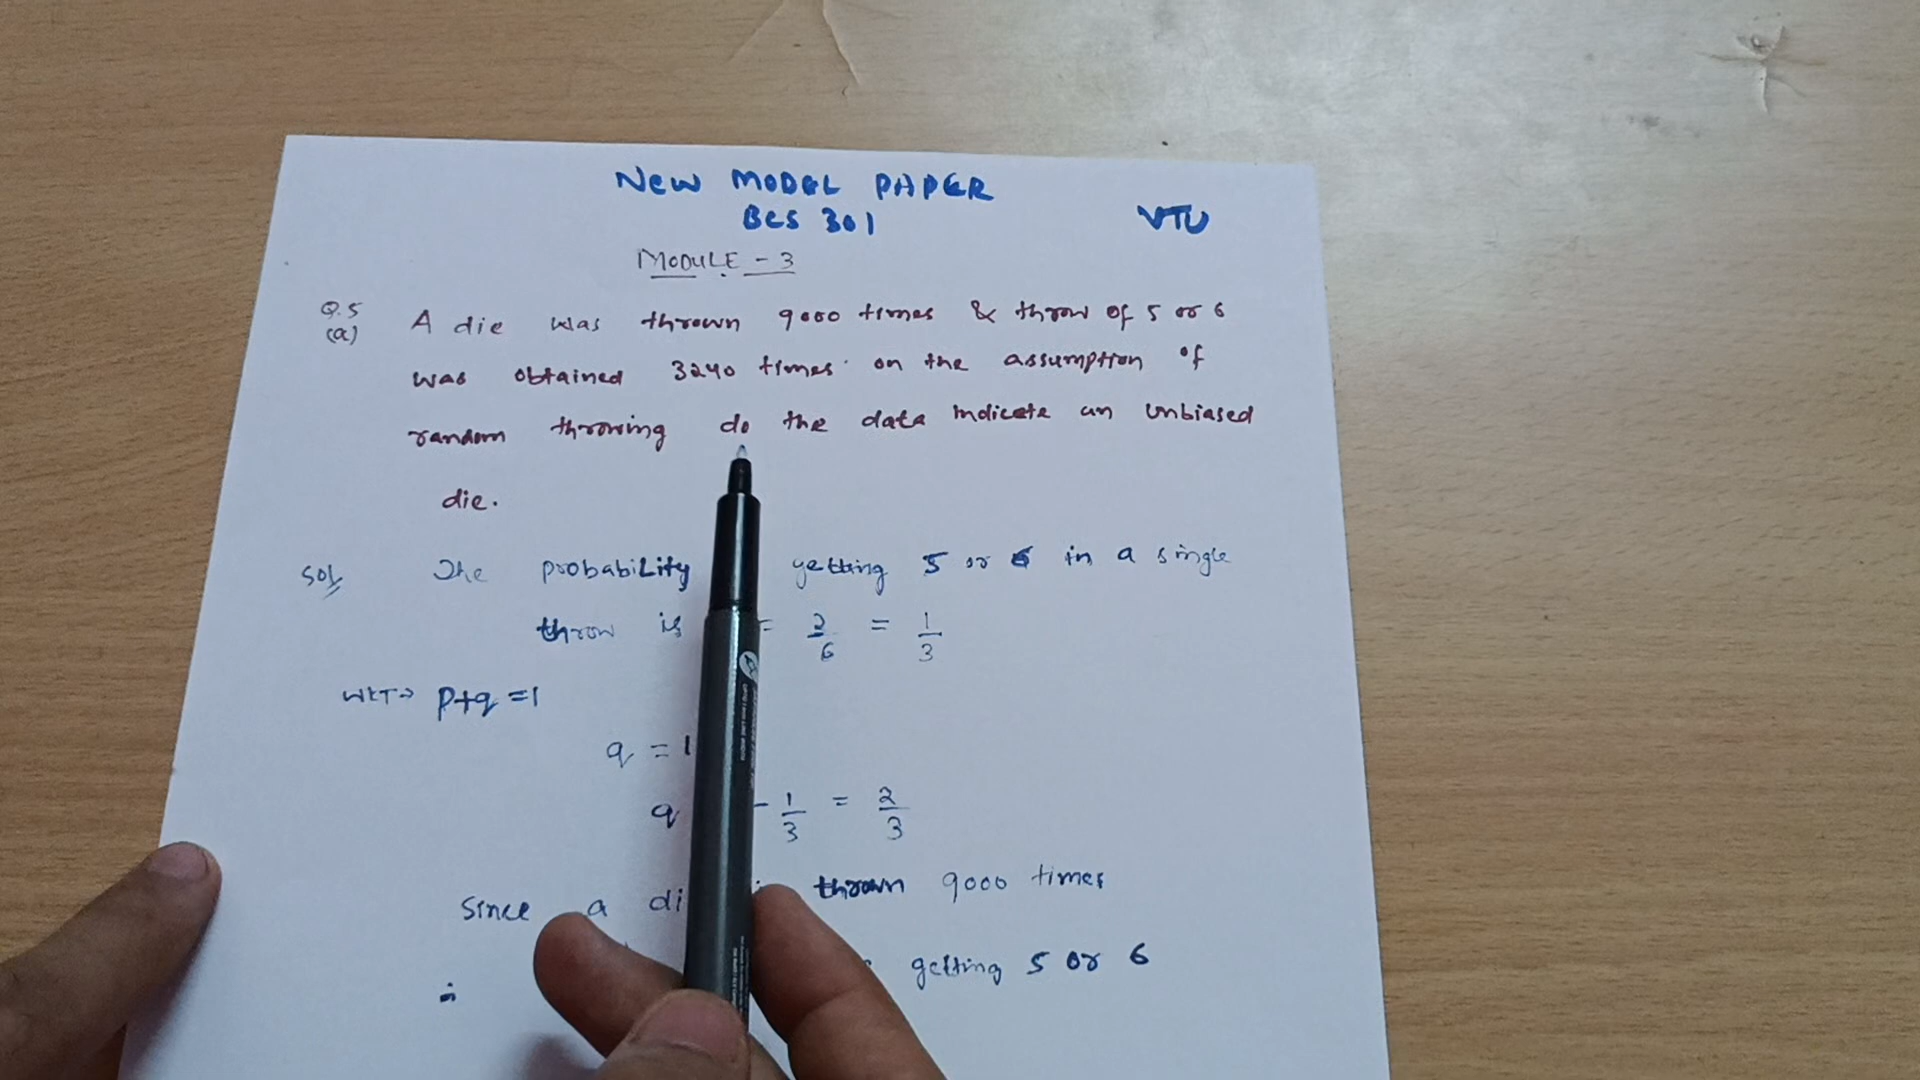 NEW MODEL PAPER
BCS 301
VTU
MODULE - 3
Q.5
(a)
A die was thrown 9000 times & throw of 5 or 6
was obtained 3240 times. on the assumption of
random throwing do the data indicate an unbiased
die.
Sol
The probability getting 5 or 6 in a single
throw is = 2/6 = 1/3
WKT → p+q = 1
q = 1
q - 1/3 = 2/3
Since a di thrown 9000 times
getting 5 or 6